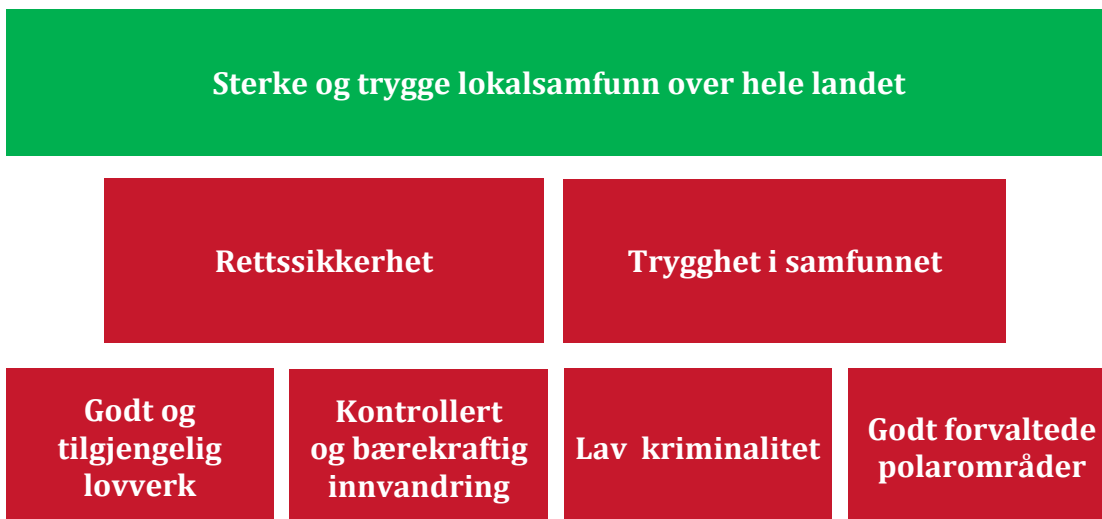 Sterke og trygge lokalsamfunn over hele landet
Rettssikkerhet
Trygghet i samfunnet
Godt og
tilgjengelig
lovverk
Kontrollert
og bærekraftig
innvandring
Lav kriminalitet
Godt forvaltede
polarområder